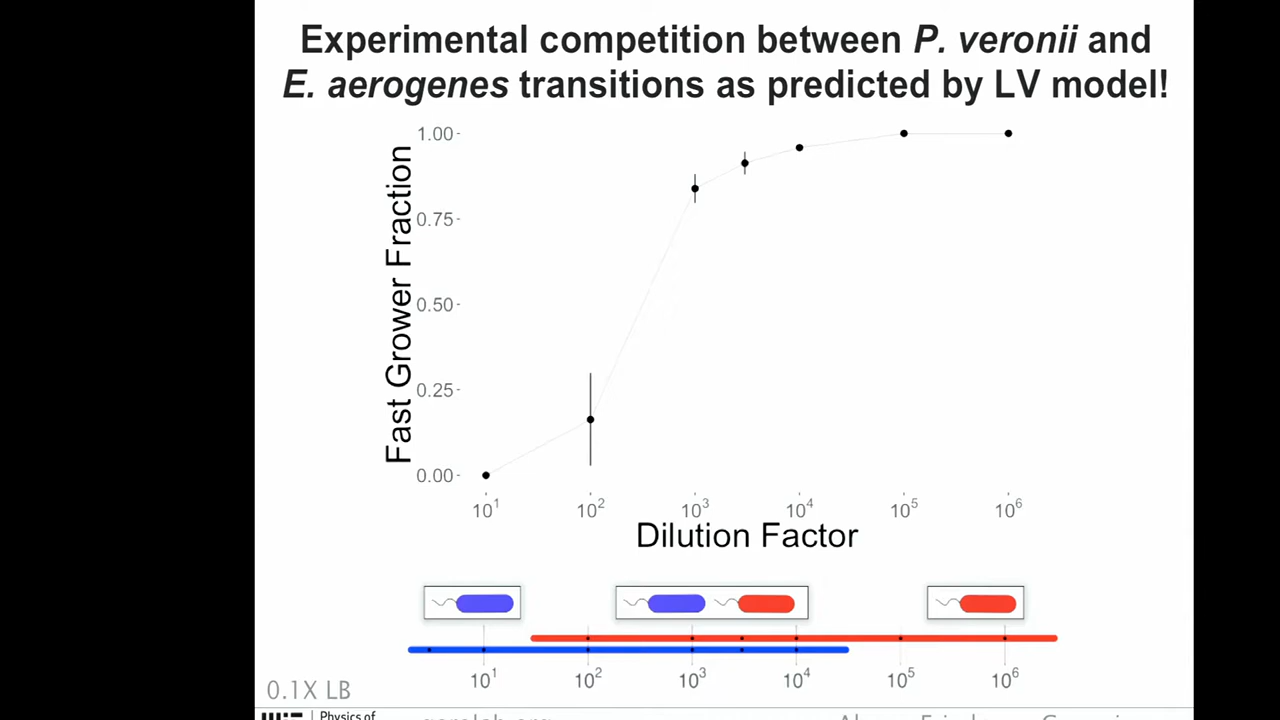 Experimental competition between P. veronii and
E. aerogenes transitions as predicted by LV model!
Fast Grower Fraction
1.00
0.75
0.50
0.25
0.00
10¹ 10² 10³ 10⁴ 10⁵ 10⁶
Dilution Factor
10¹ 10² 10³ 10⁴ 10⁵ 10⁶
0.1X LB
Physics of